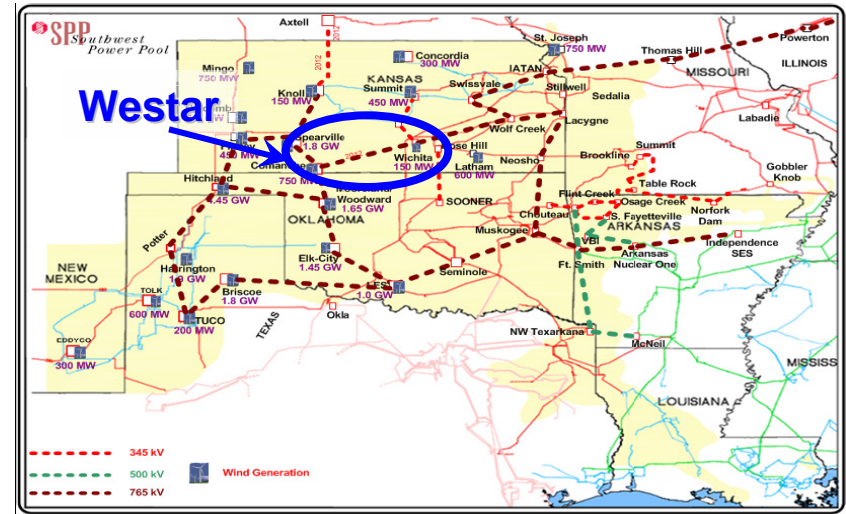 SPP
Southwest
Power Pool
Axtell
2012
2012
St. Joseph
750 MW
Powerton
Thomas Hill
ILLINOIS
MISSOURI
Mingo
750 MW
Concordia
300 MW
IATAN
KANSAS
Knoll
150 MW
Summit
450 MW
Swissvale
Stillwell
Sedalia
Westar
Labadie
Lacygne
Wolf Creek
Spearville
1.8 GW
450 MW
2012
Rose Hill
Wichita
150 MW
Latham
600 MW
Neosho
Brookline
Summit
Comanche
750 MW
Gobbler
Knob
Hitchland
Table Rock
Flint Creek
Woodward
1.65 GW
SOONER
Osage Creek
Norfork
Dam
Chouteau
S. Fayetteville
OKLAHOMA
ARKANSAS
Muskogee
VBI
Independence
SES
Potter
Elk-City
1.45 GW
Arkansas
Nuclear One
Ft. Smith
Harrington
NEW
MEXICO
Seminole
TOLK
600 MW
Briscoe
1.8 GW
LES
1.0 GW
TUCO
200 MW
TEXAS
Okla
NW Texarkana
McNeil
EDDYCO
300 MW
MISSISS
LOUISIANA
345 kV
500 kV
Wind Generation
765 kV